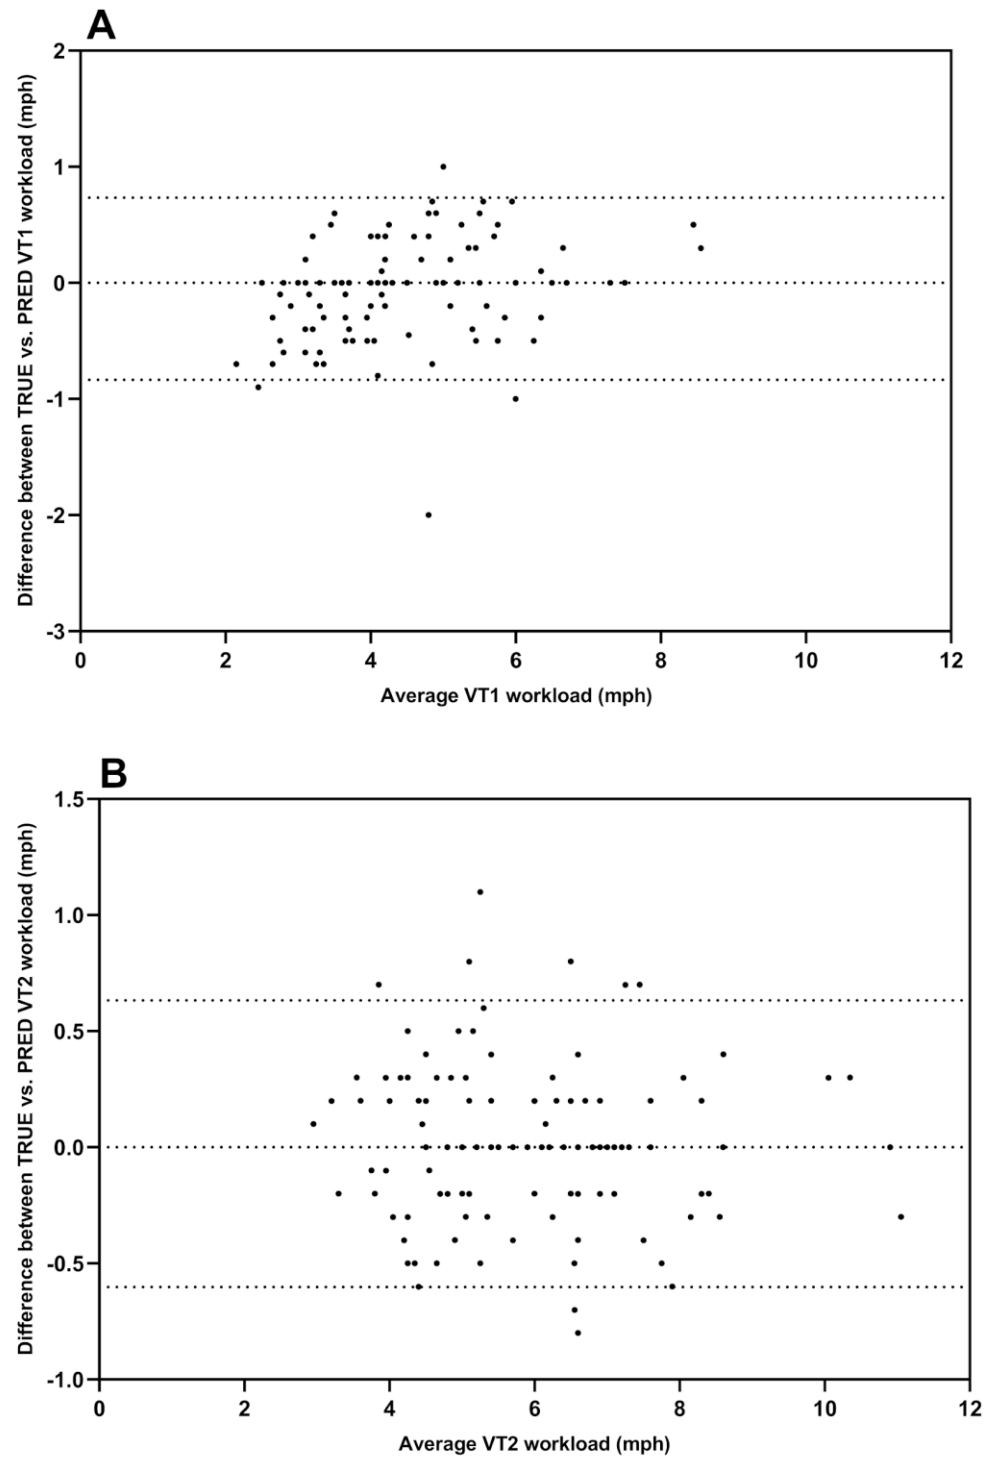 A
Difference between TRUE vs. PRED VT1 workload (mph)
2
1
0
-1
-2
-3
0 2 4 6 8 10 12
Average VT1 workload (mph)
B
Difference between TRUE vs. PRED VT2 workload (mph)
1.5
1.0
0.5
0.0
-0.5
-1.0
0 2 4 6 8 10 12
Average VT2 workload (mph)